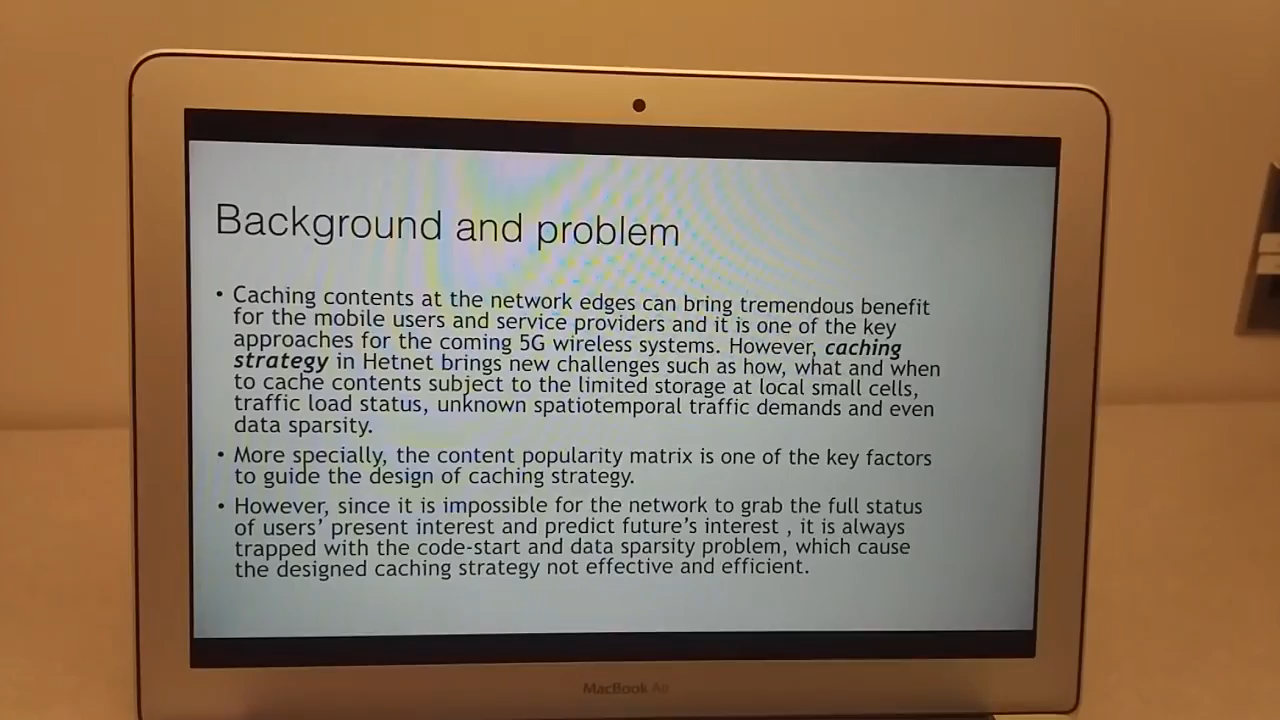 Background and problem
• Caching contents at the network edges can bring tremendous benefit
for the mobile users and service providers and it is one of the key
approaches for the coming 5G wireless systems. However, caching
strategy in Hetnet brings new challenges such as how, what and when
to cache contents subject to the limited storage at local small cells,
traffic load status, unknown spatiotemporal traffic demands and even
data sparsity.
• More specially, the content popularity matrix is one of the key factors
to guide the design of caching strategy.
• However, since it is impossible for the network to grab the full status
of users’ present interest and predict future’s interest , it is always
trapped with the code-start and data sparsity problem, which cause
the designed caching strategy not effective and efficient.
MacBook Air